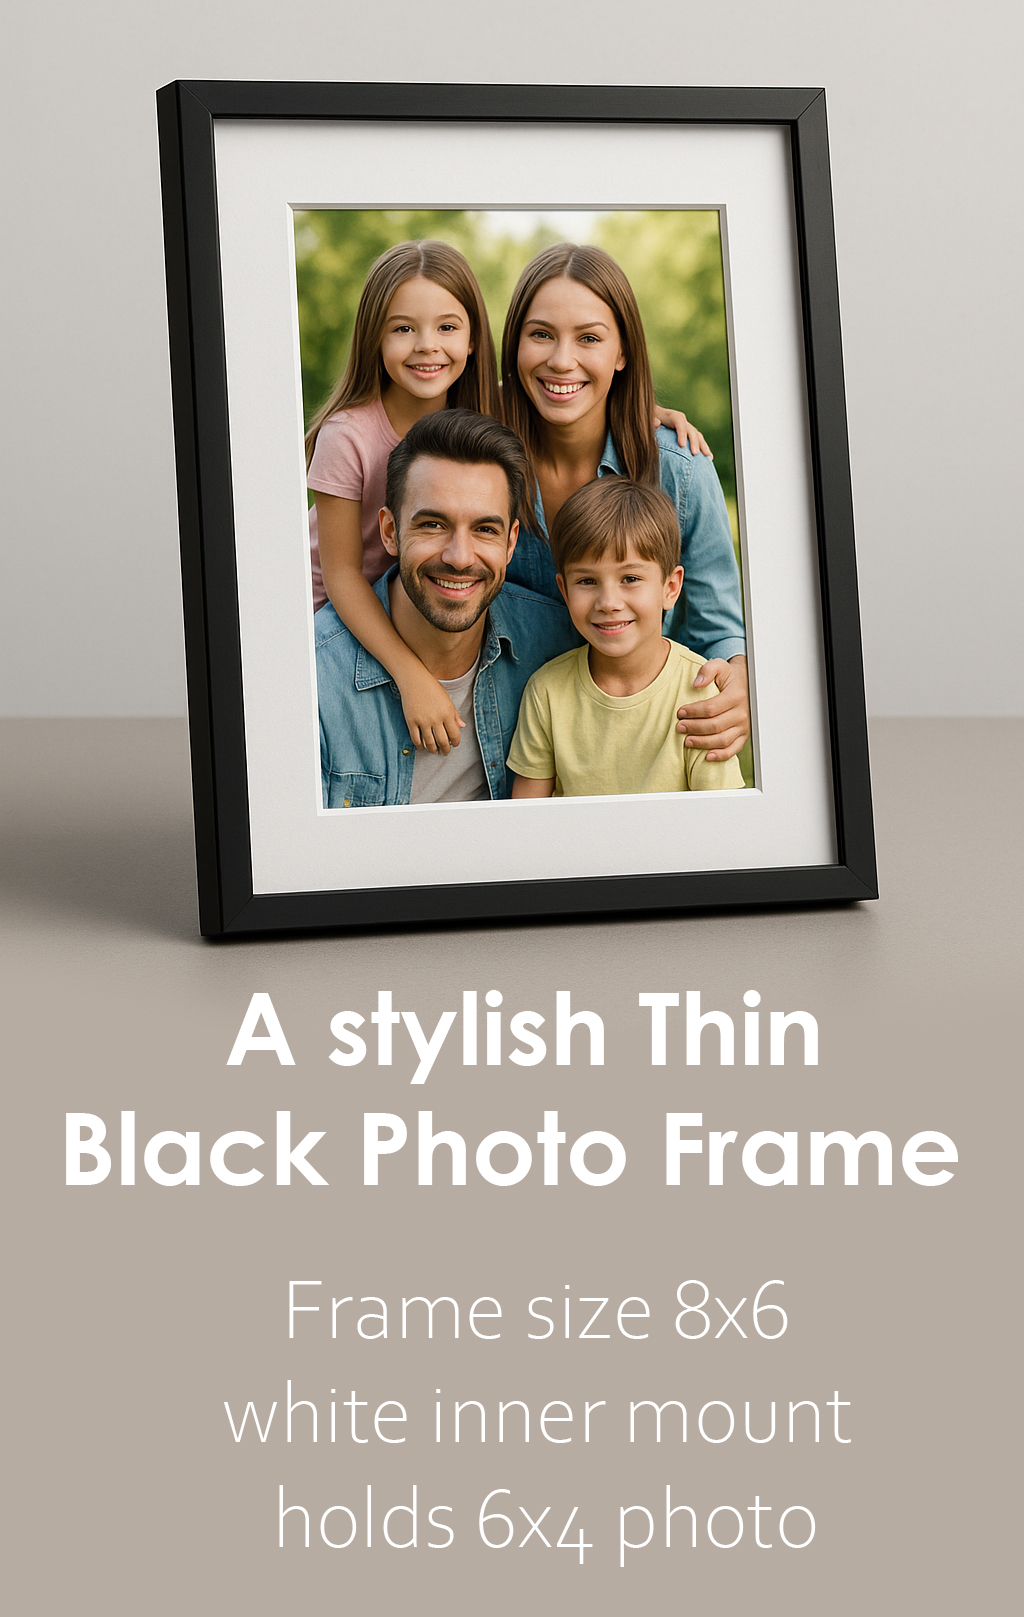 A stylish Thin
Black Photo Frame
Frame size 8x6
white inner mount
holds 6x4 photo